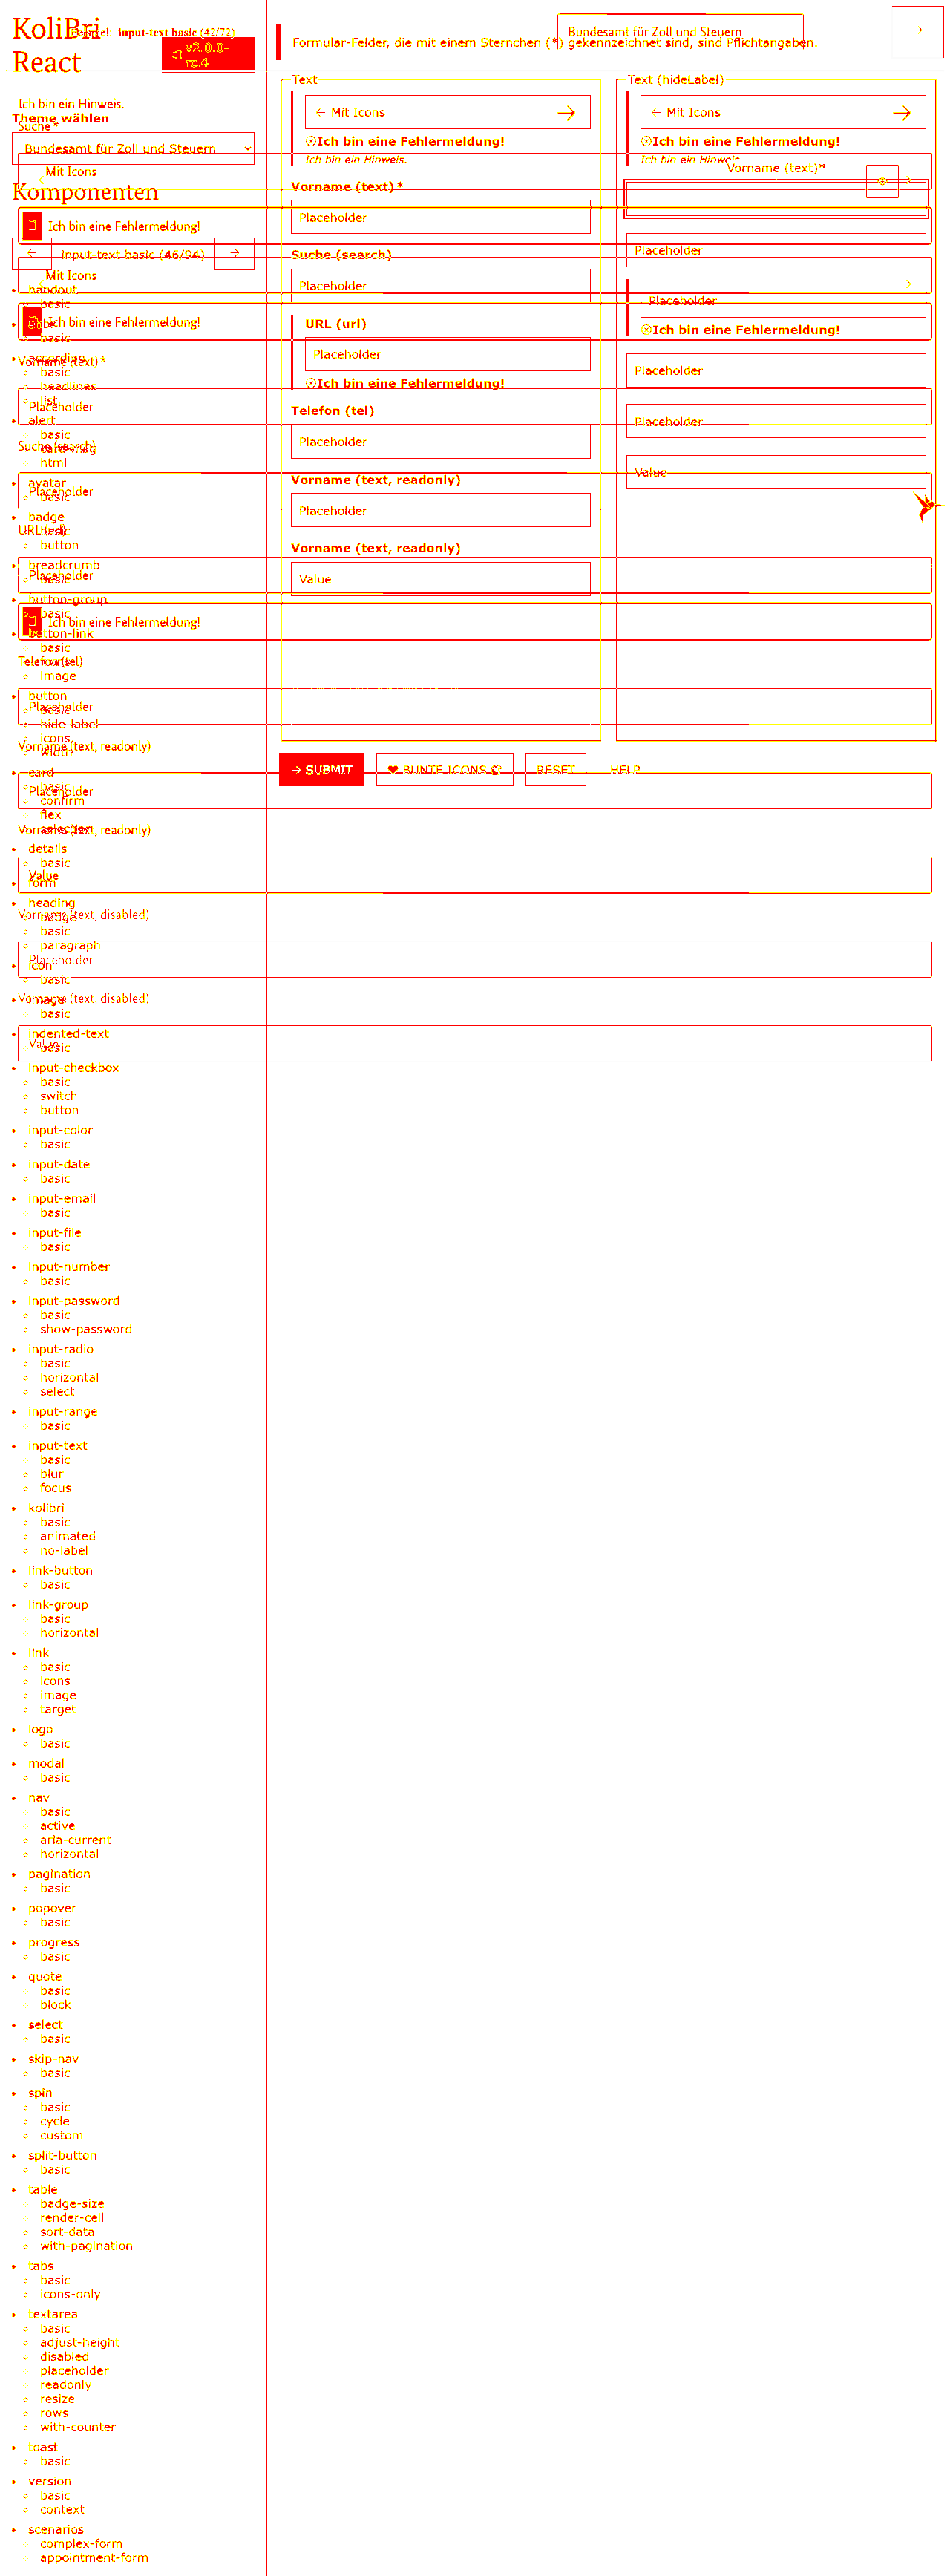 KoliBri
React
Beispiel: input-text basic (42/72)
v2.0.0-
rc.4
Ich bin ein Hinweis.
Theme wählen
Suche *
Bundesamt für Zoll und Steuern
Mit Icons
Komponenten
Ich bin eine Fehlermeldung!
input-text basic (46/94)
Mit Icons
handout
basic
Ich bin eine Fehlermeldung!
basic
accordion
Vorname (text) *
basic
headlines
list
Placeholder
alert
basic
card-msg
Suche (search)
html
avatar
Placeholder
basic
badge
basic
URL (url)
button
breadcrumb
Placeholder
basic
button-group
basic
Ich bin eine Fehlermeldung!
button-link
basic
icons
Telefon (tel)
image
button
Placeholder
basic
hide-label
icons
Vorname (text, readonly)
width
card
basic
Placeholder
confirm
flex
selection
Vorname (text, readonly)
details
basic
Value
form
heading
badge
Vorname (text, disabled)
basic
paragraph
Placeholder
icon
basic
image
Vorname (text, disabled)
basic
indented-text
Value
basic
input-checkbox
basic
switch
button
input-color
basic
input-date
basic
input-email
basic
input-file
basic
input-number
basic
input-password
basic
show-password
input-radio
basic
horizontal
select
input-range
basic
input-text
basic
blur
focus
kolibri
basic
animated
no-label
link-button
basic
link-group
basic
horizontal
link
basic
icons
image
target
logo
basic
modal
basic
nav
basic
active
aria-current
horizontal
pagination
basic
popover
basic
progress
basic
quote
basic
block
select
basic
skip-nav
basic
spin
basic
cycle
custom
split-button
basic
table
badge-size
render-cell
sort-data
with-pagination
tabs
basic
icons-only
textarea
basic
adjust-height
disabled
placeholder
readonly
resize
rows
with-counter
toast
basic
version
basic
context
scenarios
complex-form
appointment-form
Bundesamt für Zoll und Steuern
Formular-Felder, die mit einem Sternchen (*) gekennzeichnet sind, sind Pflichtangaben.
Text
Mit Icons
Ich bin eine Fehlermeldung!
Ich bin ein Hinweis.
Vorname (text)*
Placeholder
Suche (search)
Placeholder
URL (url)
Placeholder
Ich bin eine Fehlermeldung!
Telefon (tel)
Placeholder
Vorname (text, readonly)
Placeholder
Vorname (text, readonly)
Value
Text (hideLabel)
Mit Icons
Ich bin eine Fehlermeldung!
Ich bin ein Hinweis
Vorname (text)*
Placeholder
Placeholder
Ich bin eine Fehlermeldung!
Placeholder
Placeholder
Value
SUBMIT
BUNTE ICONS
RESET
HELP